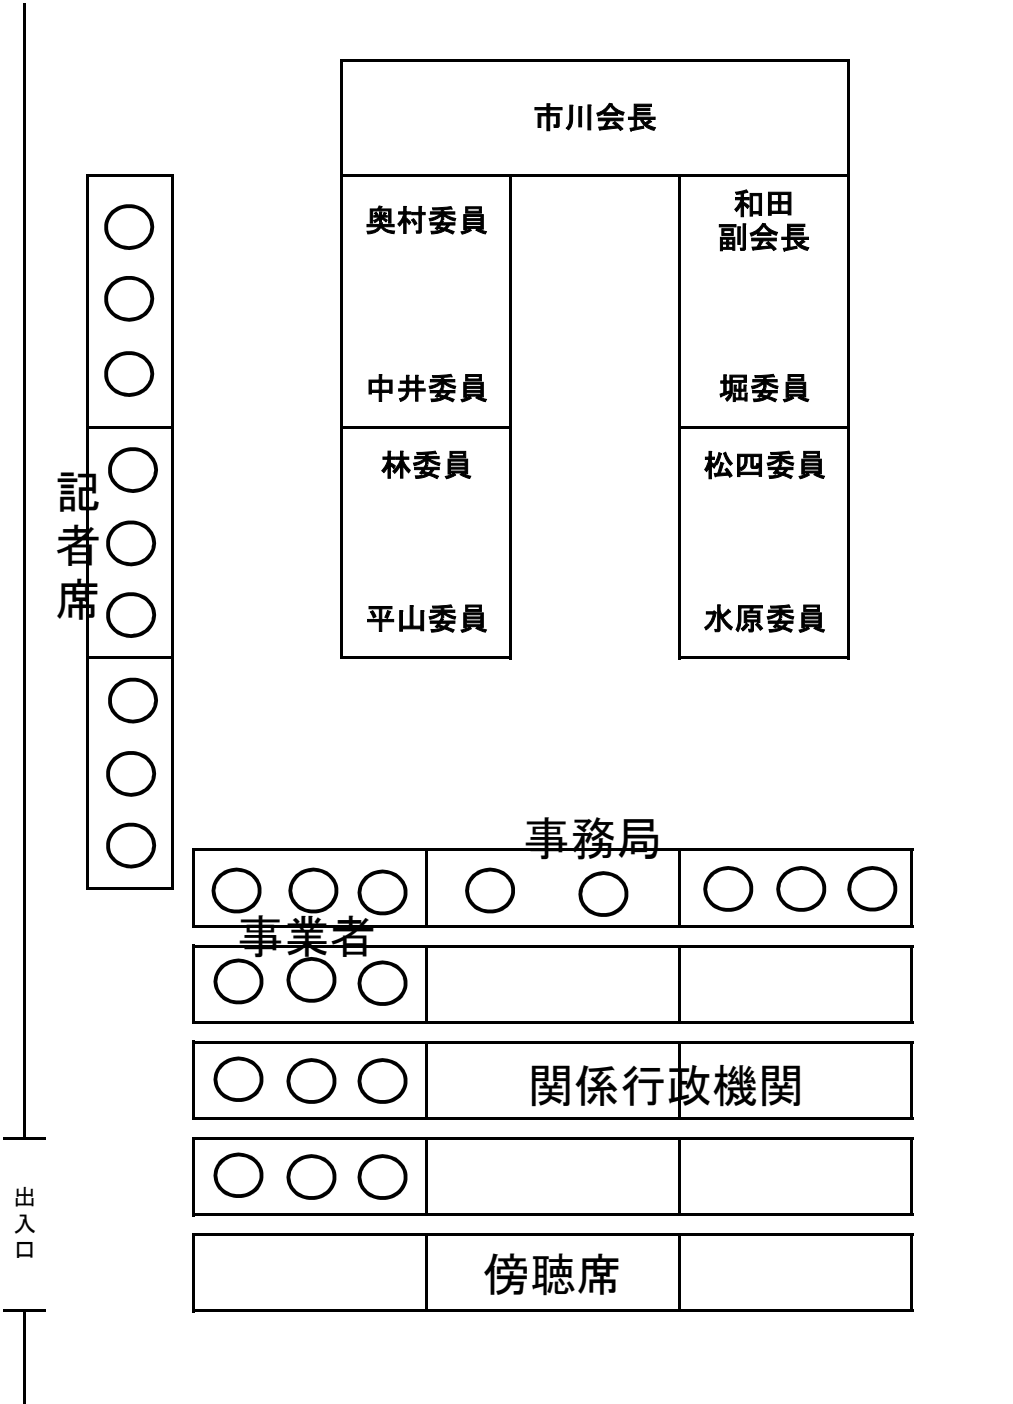 市川会長
奥村委員
和田
副会長
中井委員
堀委員
林委員
松四委員
平山委員
水原委員
記者席
事務局
事業者
関係行政機関
出入口
傍聴席